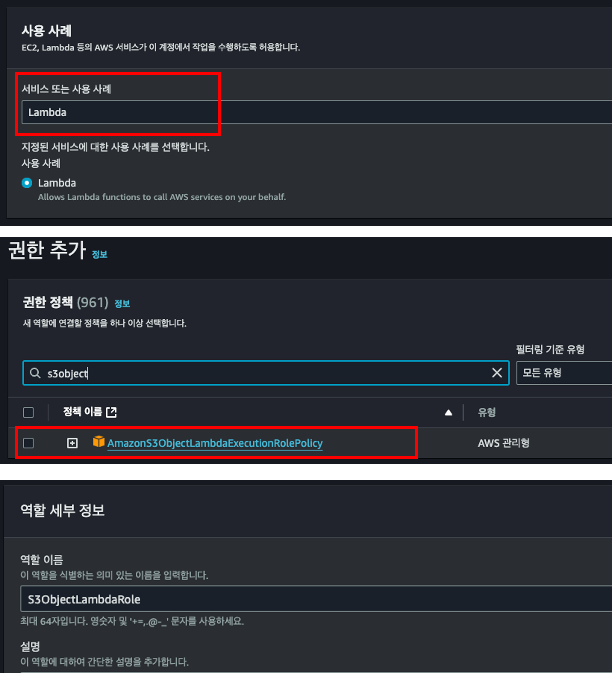 사용 사례
EC2, Lambda 등의 AWS 서비스가 이 계정에서 작업을 수행하도록 허용합니다.
서비스 또는 사용 사례
Lambda
지정된 서비스에 대한 사용 사례를 선택합니다.
사용 사례
Lambda
Allows Lambda functions to call AWS services on your behalf.
권한 추가 정보
권한 정책 (961) 정보
새 역할에 연결할 정책을 하나 이상 선택합니다.
필터링 기준 유형
s3object
모든 유형
정책 이름
유형
AmazonS3ObjectLambdaExecutionRolePolicy
AWS 관리형
역할 세부 정보
역할 이름
이 역할을 식별하는 의미 있는 이름을 입력합니다.
S3ObjectLambdaRole
최대 64자입니다. 영숫자 및 '+=,.@-_' 문자를 사용하세요.
설명
이 역할에 대하여 간단한 설명을 추가합니다.